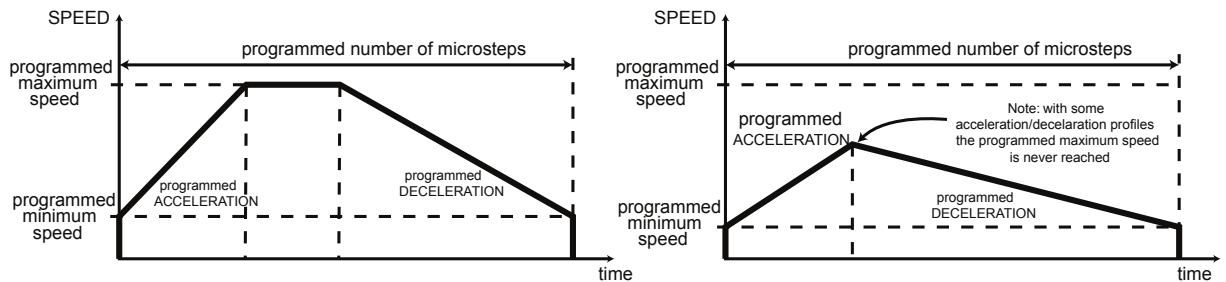 SPEED
programmed number of microsteps
programmed
maximum
speed
programmed
ACCELERATION
programmed
DECELERATION
programmed
minimum
speed
time
SPEED
programmed number of microsteps
programmed
maximum
speed
programmed
ACCELERATION
Note: with some
acceleration/decelaration profiles
the programmed maximum speed
is never reached
programmed
DECELERATION
programmed
minimum
speed
time